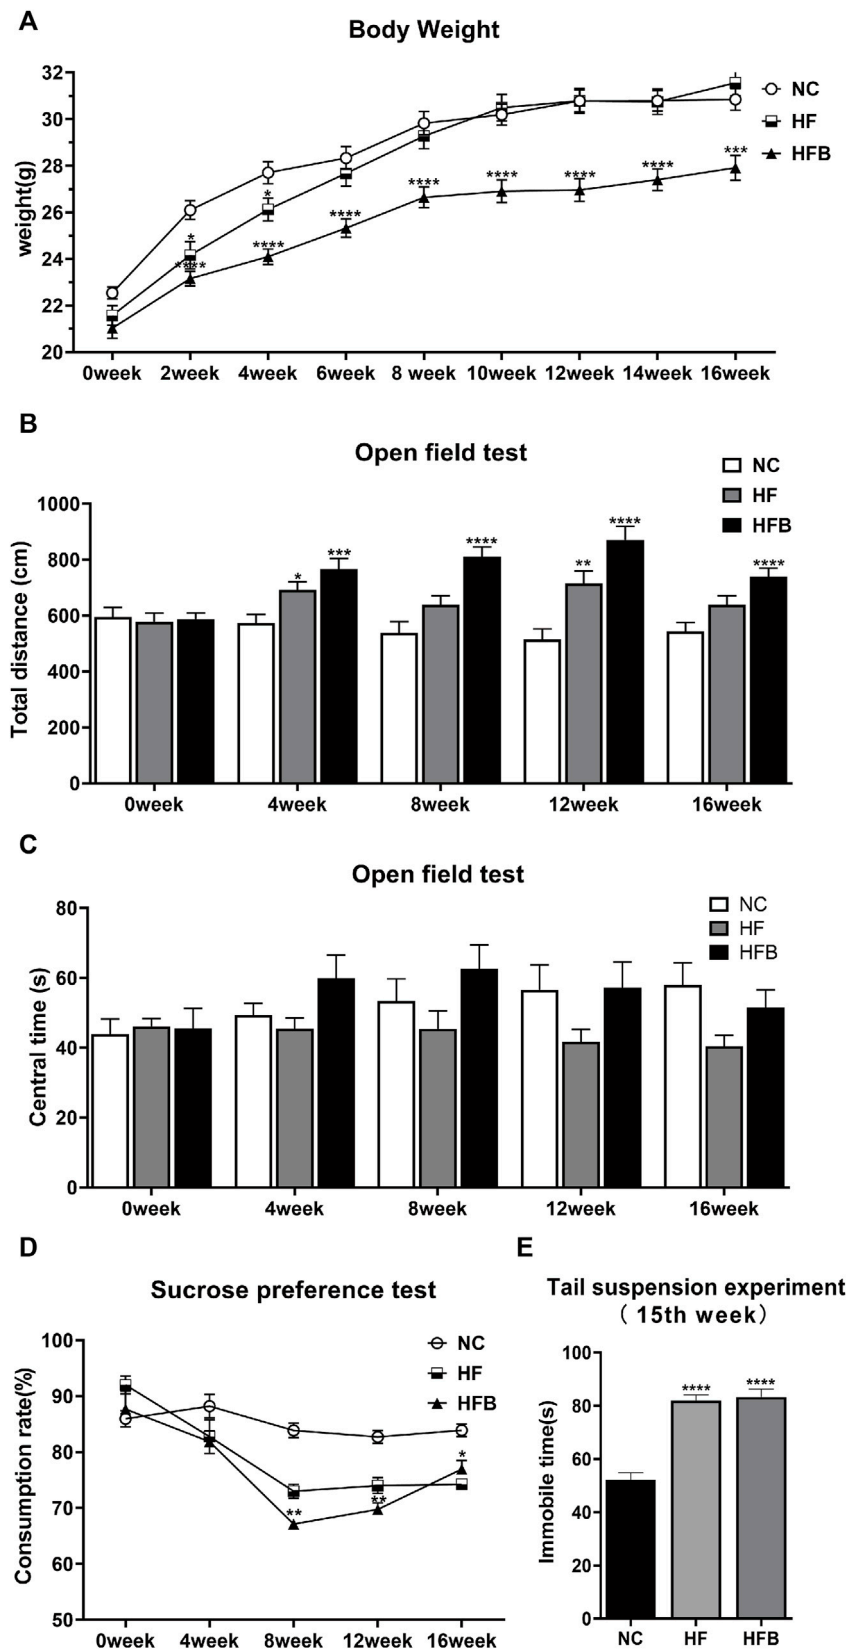 A
Body Weight
weight(g)
32
30
28
26
24
22
20
NC
HF
HFB
*
****
*
****
****
****
****
****
****
***
0week 2week 4week 6week 8 week 10week 12week 14week 16week
B
Open field test
Total distance (cm)
1000
800
600
400
200
0
NC
HF
HFB
*
***
****
**
****
****
0week 4week 8week 12week 16week
C
Open field test
Central time (s)
80
60
40
20
0
NC
HF
HFB
0week 4week 8week 12week 16week
D
Sucrose preference test
Consumption rate(%)
100
90
80
70
60
50
NC
HF
HFB
**
**
*
0week 4week 8week 12week 16week
E
Tail suspension experiment
( 15th week)
Immobile time(s)
100
80
60
40
20
0
****
****
NC HF HFB